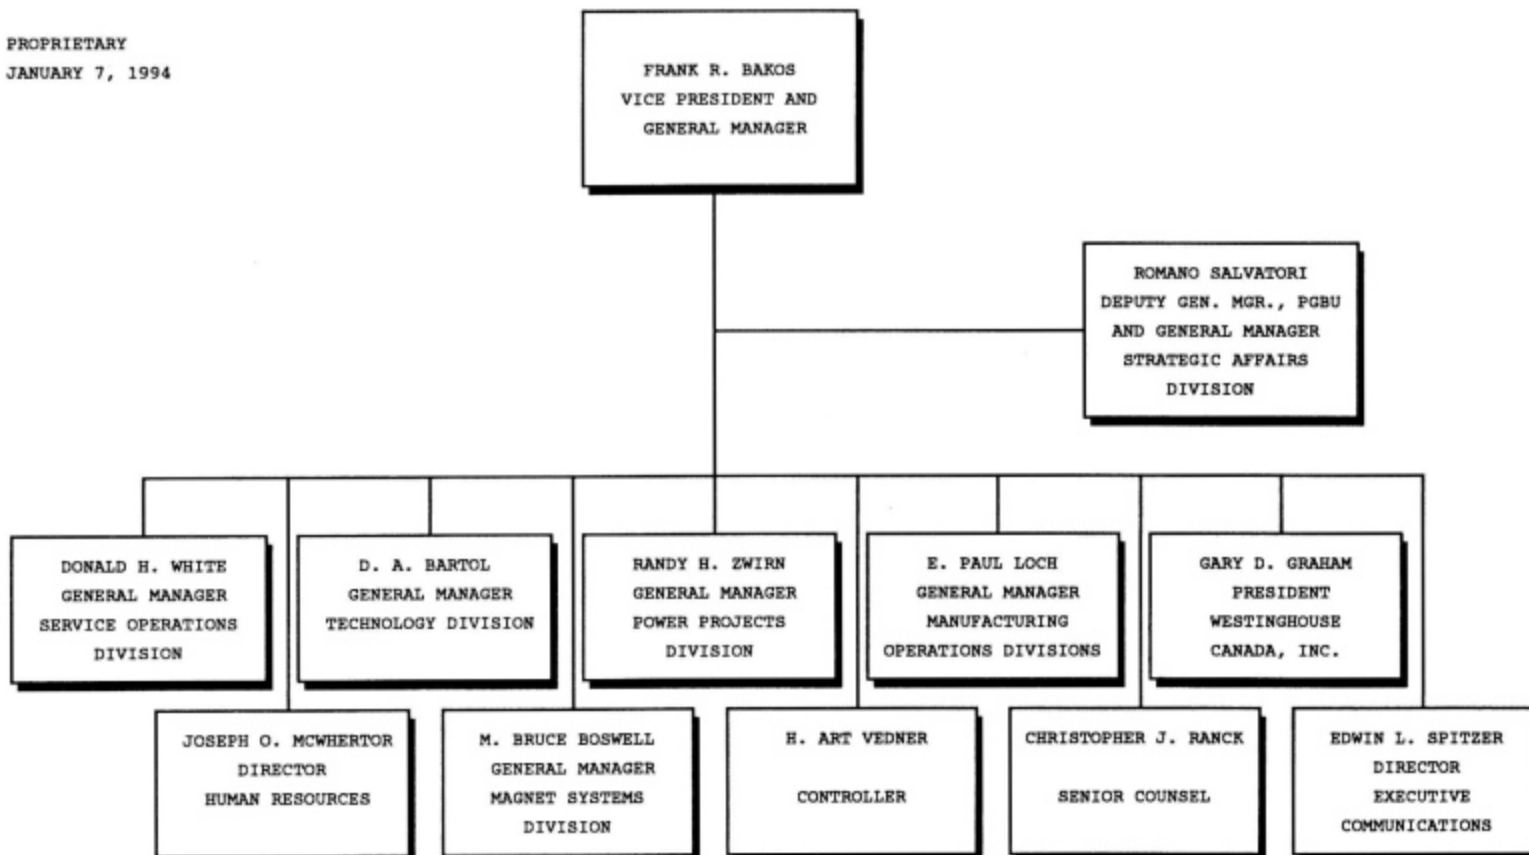 PROPRIETARY
JANUARY 7, 1994
FRANK R. BAKOS
VICE PRESIDENT AND
GENERAL MANAGER
ROMANO SALVATORI
DEPUTY GEN. MGR., PGBU
AND GENERAL MANAGER
STRATEGIC AFFAIRS
DIVISION
DONALD H. WHITE
GENERAL MANAGER
SERVICE OPERATIONS
DIVISION
D. A. BARTOL
GENERAL MANAGER
TECHNOLOGY DIVISION
RANDY H. ZWIRN
GENERAL MANAGER
POWER PROJECTS
DIVISION
E. PAUL LOCH
GENERAL MANAGER
MANUFACTURING
OPERATIONS DIVISIONS
GARY D. GRAHAM
PRESIDENT
WESTINGHOUSE
CANADA, INC.
JOSEPH O. MCWHERTOR
DIRECTOR
HUMAN RESOURCES
M. BRUCE BOSWELL
GENERAL MANAGER
MAGNET SYSTEMS
DIVISION
H. ART VEDNER
CONTROLLER
CHRISTOPHER J. RANCK
SENIOR COUNSEL
EDWIN L. SPITZER
DIRECTOR
EXECUTIVE
COMMUNICATIONS